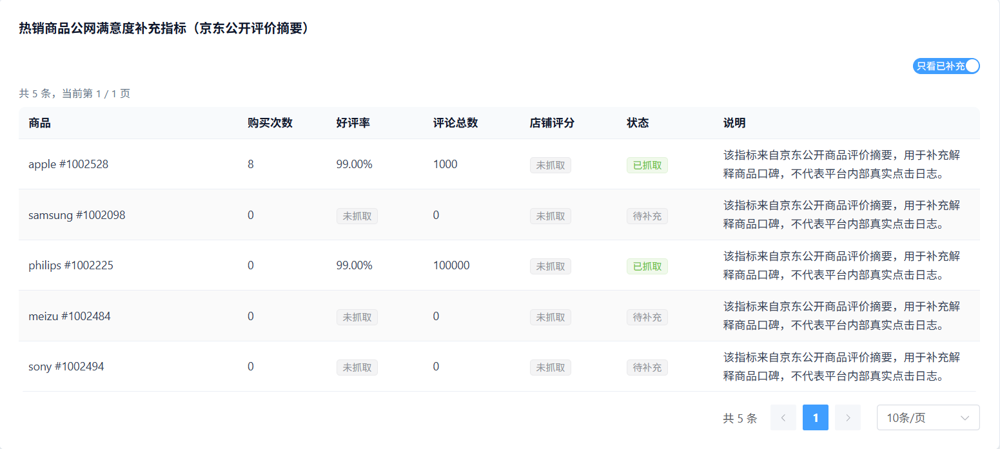 热销商品公网满意度补充指标（京东公开评价摘要）
只看已补充
共 5 条，当前第 1 / 1 页
商品 购买次数 好评率 评论总数 店铺评分 状态 说明
apple #1002528 8 99.00% 1000 未抓取 已抓取 该指标来自京东公开商品评价摘要，用于补充解
释商品口碑，不代表平台内部真实点击日志。
samsung #1002098 0 未抓取 0 未抓取 待补充 该指标来自京东公开商品评价摘要，用于补充解
释商品口碑，不代表平台内部真实点击日志。
philips #1002225 0 99.00% 100000 未抓取 已抓取 该指标来自京东公开商品评价摘要，用于补充解
释商品口碑，不代表平台内部真实点击日志。
meizu #1002484 0 未抓取 0 未抓取 待补充 该指标来自京东公开商品评价摘要，用于补充解
释商品口碑，不代表平台内部真实点击日志。
sony #1002494 0 未抓取 0 未抓取 待补充 该指标来自京东公开商品评价摘要，用于补充解
释商品口碑，不代表平台内部真实点击日志。
共 5 条 1 10条/页